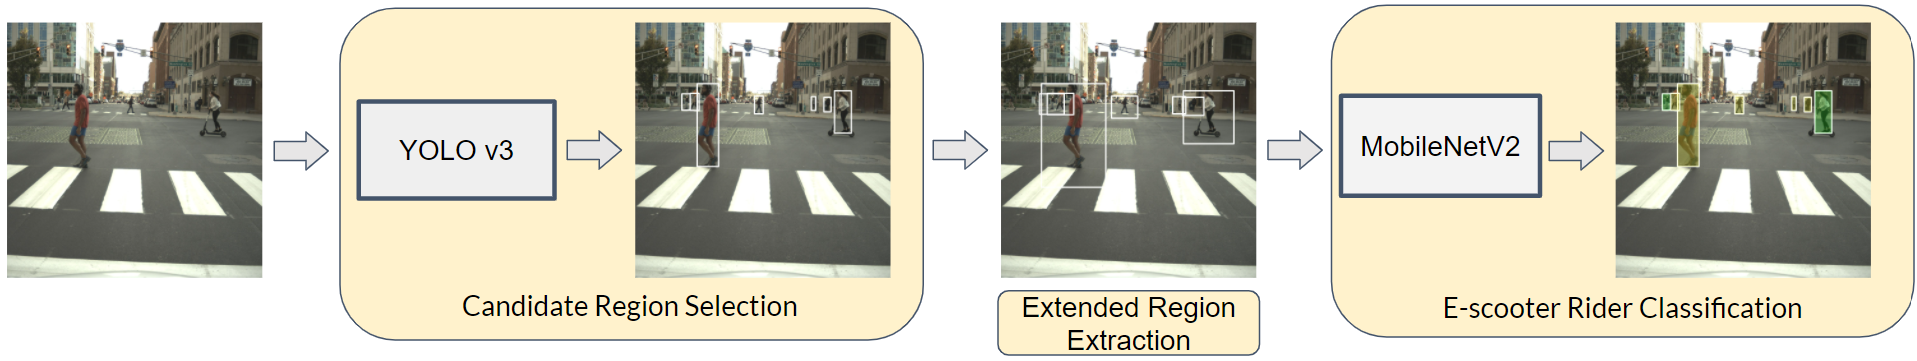 YOLO v3
Candidate Region Selection
Extended Region
Extraction
MobileNetV2
E-scooter Rider Classification